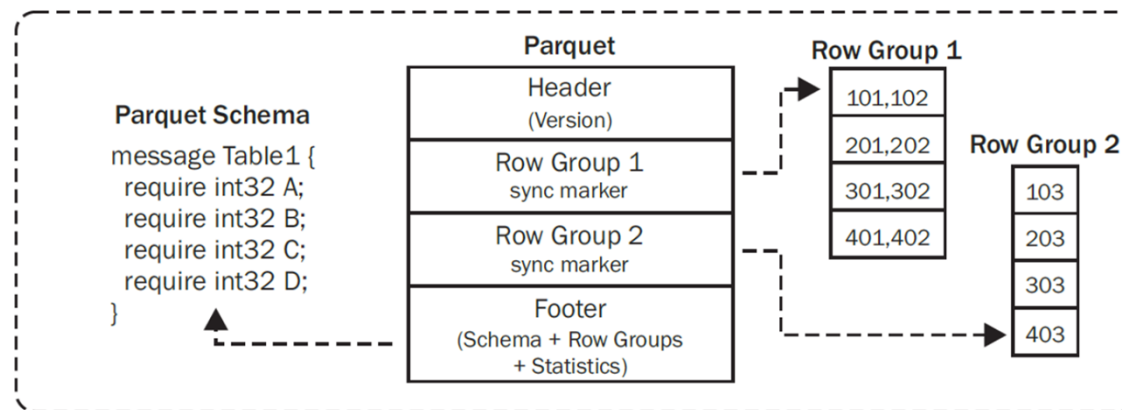 Parquet Schema
message Table1 {
require int32 A;
require int32 B;
require int32 C;
require int32 D;
}
Parquet
Header
(Version)
Row Group 1
sync marker
Row Group 2
sync marker
Footer
(Schema + Row Groups
+ Statistics)
Row Group 1
101,102
201,202
301,302
401,402
Row Group 2
103
203
303
403